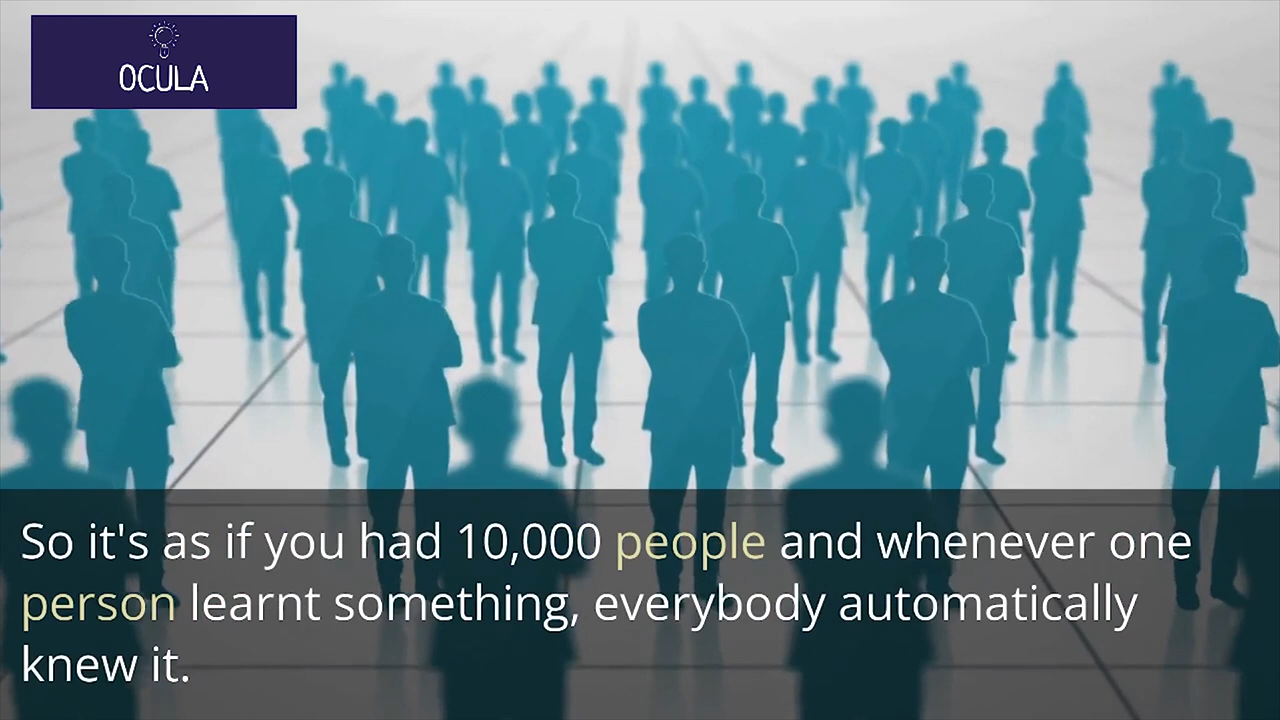 OCULA
So it's as if you had 10,000 people and whenever one
person learnt something, everybody automatically
knew it.